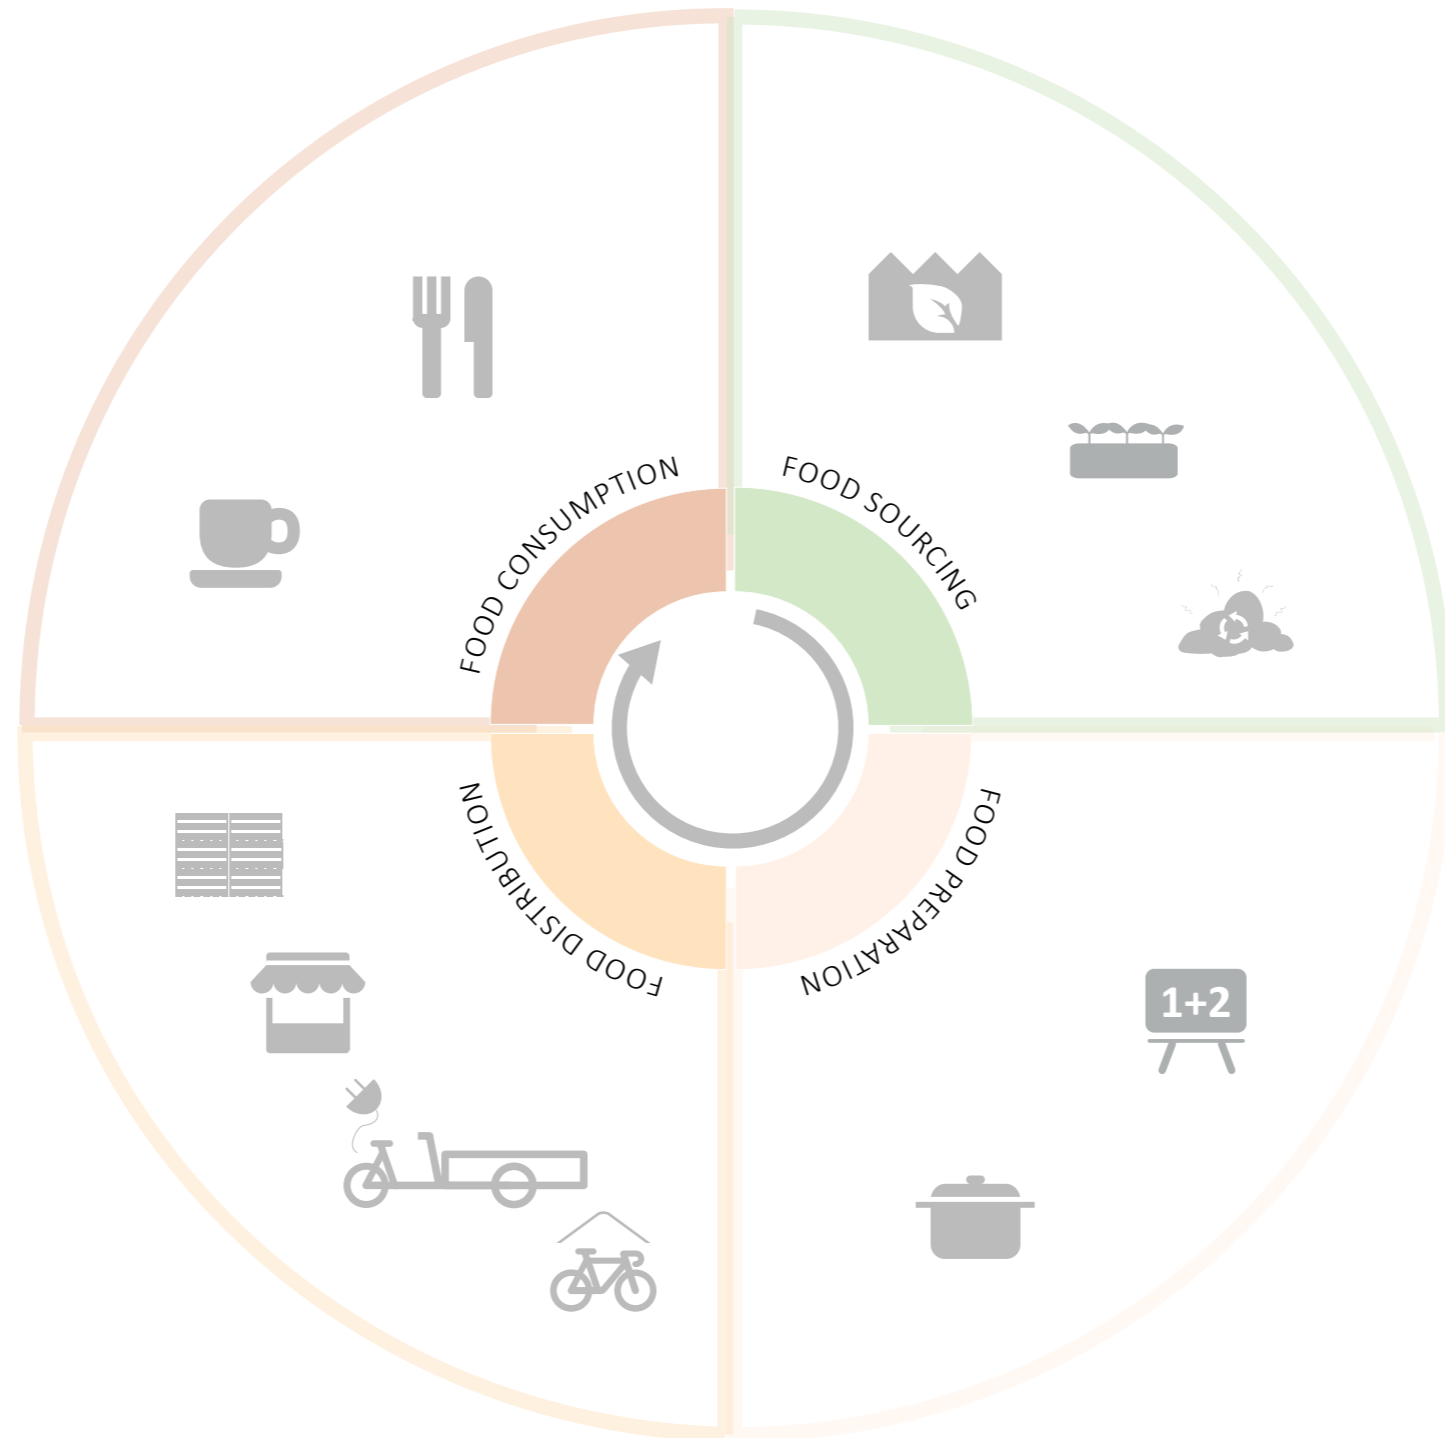 FOOD CONSUMPTION
FOOD SOURCING
FOOD DISTRIBUTION
FOOD PREPARATION
1+2